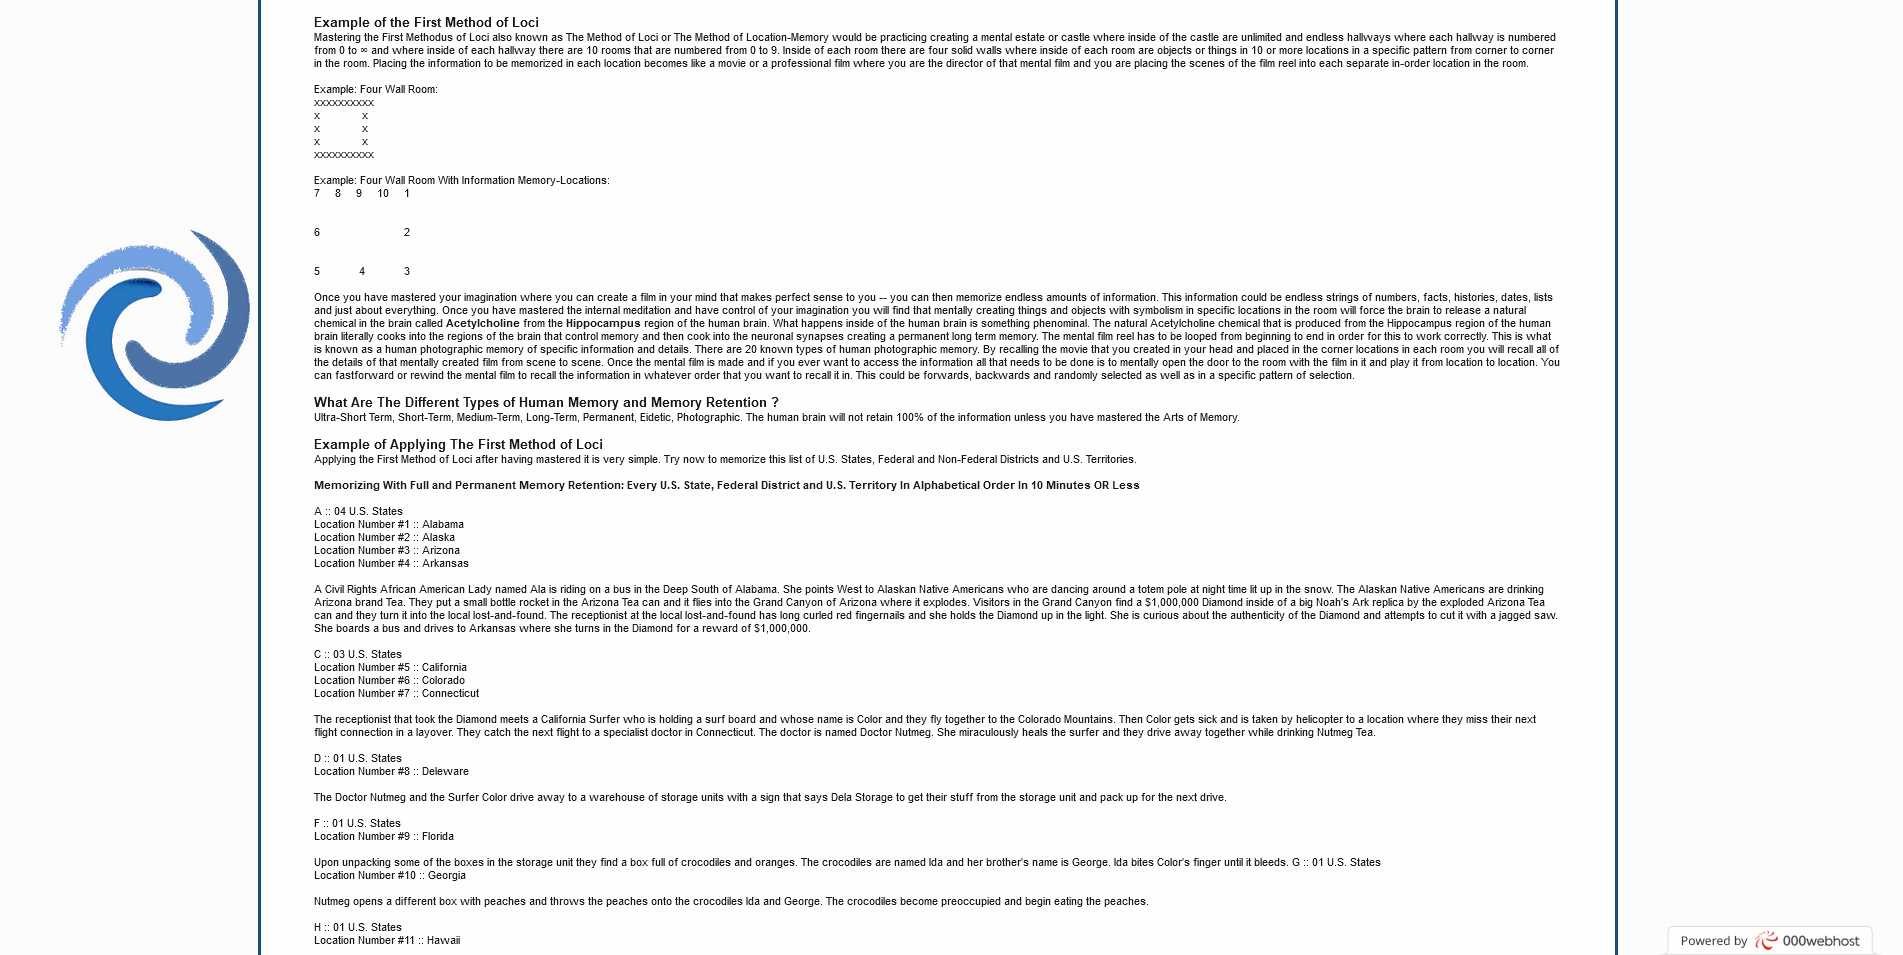 Example of the First Method of Loci
Mastering the First Methodus of Loci also known as The Method of Loci or The Method of Location-Memory would be practicing creating a mental estate or castle where inside of the castle are unlimited and endless hallways where each hallway is numbered
from 0 to ∞ and where inside of each hallway there are 10 rooms that are numbered from 0 to 9. Inside of each room there are four solid walls where inside of each room are objects or things in 10 or more locations in a specific pattern from corner to corner
in the room. Placing the information to be memorized in each location becomes like a movie or a professional film where you are the director of that mental film and you are placing the scenes of the film reel into each separate in-order location in the room.
Example: Four Wall Room:
xxxxxxxxxx
x x
x x
x x
xxxxxxxxxx
Example: Four Wall Room With Information Memory-Locations:
7 8 9 10 1
6 2
5 4 3
Once you have mastered your imagination where you can create a film in your mind that makes perfect sense to you -- you can then memorize endless amounts of information. This information could be endless strings of numbers, facts, histories, dates, lists
and just about everything. Once you have mastered the internal meditation and have control of your imagination you will find that mentally creating things and objects with symbolism in specific locations in the room will force the brain to release a natural
chemical in the brain called Acetylcholine from the Hippocampus region of the human brain. What happens inside of the human brain is something phenominal. The natural Acetylcholine chemical that is produced from the Hippocampus region of the human
brain literally cooks into the regions of the brain that control memory and then cook into the neuronal synapses creating a permanent long term memory. The mental film reel has to be looped from beginning to end in order for this to work correctly. This is what
is known as a human photographic memory of specific information and details. There are 20 known types of human photographic memory. By recalling the movie that you created in your head and placed in the corner locations in each room you will recall all of
the details of that mentally created film from scene to scene. Once the mental film is made and if you ever want to access the information all that needs to be done is to mentally open the door to the room with the film in it and play it from location to location. You
can fastforward or rewind the mental film to recall the information in whatever order that you want to recall it in. This could be forwards, backwards and randomly selected as well as in a specific pattern of selection.
What Are The Different Types of Human Memory and Memory Retention ?
Ultra-Short Term, Short-Term, Medium-Term, Long-Term, Permanent, Eidetic, Photographic. The human brain will not retain 100% of the information unless you have mastered the Arts of Memory.
Example of Applying The First Method of Loci
Applying the First Method of Loci after having mastered it is very simple. Try now to memorize this list of U.S. States, Federal and Non-Federal Districts and U.S. Territories.
Memorizing With Full and Permanent Memory Retention: Every U.S. State, Federal District and U.S. Territory In Alphabetical Order In 10 Minutes OR Less
A :: 04 U.S. States
Location Number #1 :: Alabama
Location Number #2 :: Alaska
Location Number #3 :: Arizona
Location Number #4 :: Arkansas
A Civil Rights African American Lady named Ala is riding on a bus in the Deep South of Alabama. She points West to Alaskan Native Americans who are dancing around a totem pole at night time lit up in the snow. The Alaskan Native Americans are drinking
Arizona brand Tea. They put a small bottle rocket in the Arizona Tea can and it flies into the Grand Canyon of Arizona where it explodes. Visitors in the Grand Canyon find a $1,000,000 Diamond inside of a big Noah's Ark replica by the exploded Arizona Tea
can and they turn it into the local lost-and-found. The receptionist at the local lost-and-found has long curled red fingernails and she holds the Diamond up in the light. She is curious about the authenticity of the Diamond and attempts to cut it with a jagged saw.
She boards a bus and drives to Arkansas where she turns in the Diamond for a reward of $1,000,000.
C :: 03 U.S. States
Location Number #5 :: California
Location Number #6 :: Colorado
Location Number #7 :: Connecticut
The receptionist that took the Diamond meets a California Surfer who is holding a surf board and whose name is Color and they fly together to the Colorado Mountains. Then Color gets sick and is taken by helicopter to a location where they miss their next
flight connection in a layover. They catch the next flight to a specialist doctor in Connecticut. The doctor is named Doctor Nutmeg. She miraculously heals the surfer and they drive away together while drinking Nutmeg Tea.
D :: 01 U.S. States
Location Number #8 :: Deleware
The Doctor Nutmeg and the Surfer Color drive away to a warehouse of storage units with a sign that says Dela Storage to get their stuff from the storage unit and pack up for the next drive.
F :: 01 U.S. States
Location Number #9 :: Florida
Upon unpacking some of the boxes in the storage unit they find a box full of crocodiles and oranges. The crocodiles are named Ida and her brother's name is George. Ida bites Color's finger until it bleeds. G :: 01 U.S. States
Location Number #10 :: Georgia
Nutmeg opens a different box with peaches and throws the peaches onto the crocodiles Ida and George. The crocodiles become preoccupied and begin eating the peaches.
H :: 01 U.S. States
Location Number #11 :: Hawaii
Powered by 000webhost